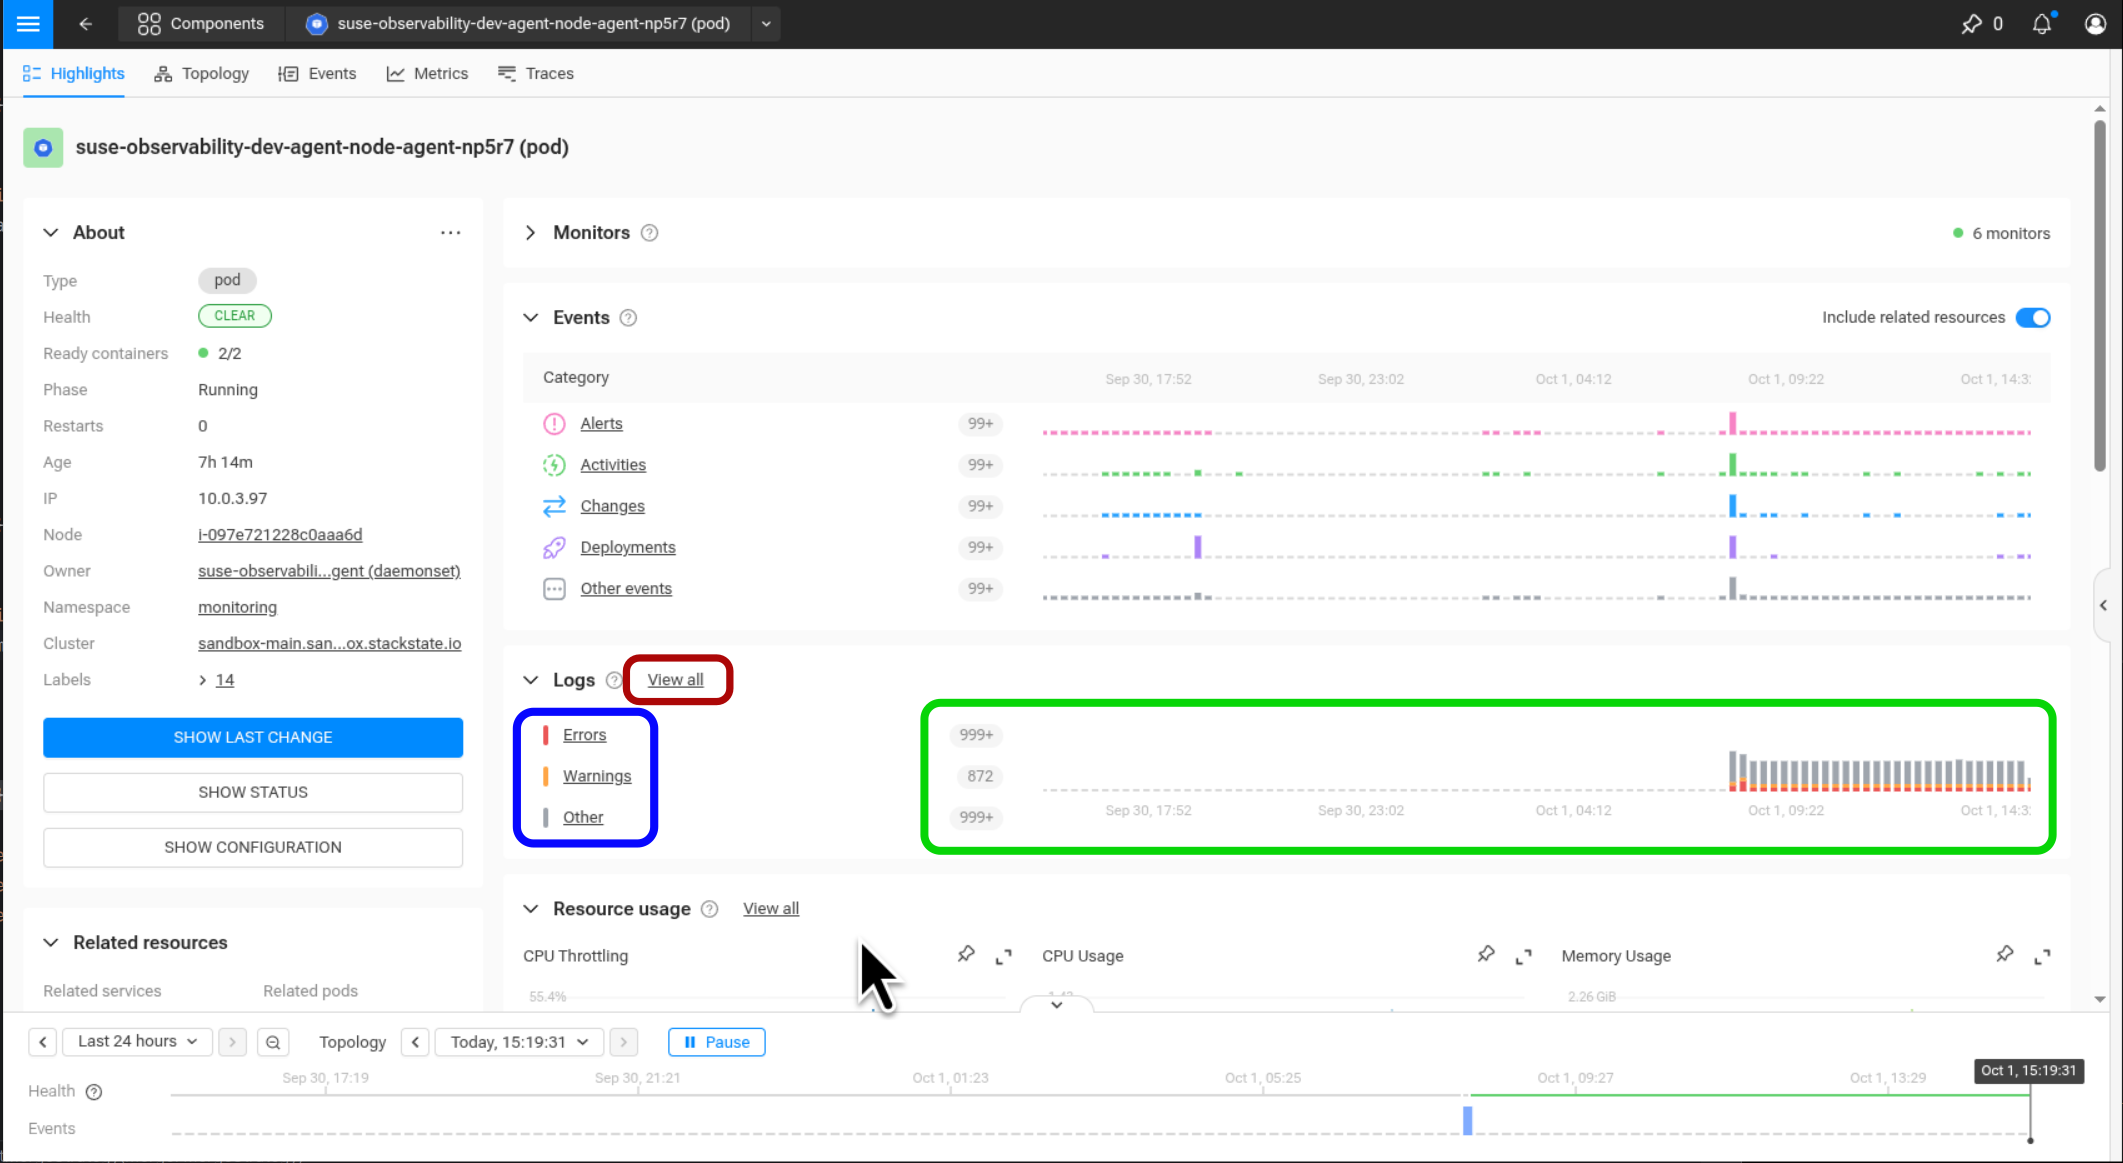 Components
suse-observability-dev-agent-node-agent-np5r7 (pod)
0
Highlights
Topology
Events
Metrics
Traces
suse-observability-dev-agent-node-agent-np5r7 (pod)
About
Type
pod
Health
CLEAR
Ready containers
2/2
Phase
Running
Restarts
0
Age
7h 14m
IP
10.0.3.97
Node
i-097e721228c0aaa6d
Owner
suse-observabili...gent (daemonset)
Namespace
monitoring
Cluster
sandbox-main.san...ox.stackstate.io
Labels
14
SHOW LAST CHANGE
SHOW STATUS
SHOW CONFIGURATION
Related resources
Related services
Related pods
Monitors
6 monitors
Events
Include related resources
Category
Sep 30, 17:52
Sep 30, 23:02
Oct 1, 04:12
Oct 1, 09:22
Oct 1, 14:3
Alerts
99+
Activities
99+
Changes
99+
Deployments
99+
Other events
99+
Logs
View all
Errors
999+
Warnings
872
Other
999+
Sep 30, 17:52
Sep 30, 23:02
Oct 1, 04:12
Oct 1, 09:22
Oct 1, 14:3
Resource usage
View all
CPU Throttling
CPU Usage
Memory Usage
55.4%
2.26 GiB
Last 24 hours
Topology
Today, 15:19:31
Pause
Sep 30, 17:19
Sep 30, 21:21
Oct 1, 01:23
Oct 1, 05:25
Oct 1, 09:27
Oct 1, 13:29
Oct 1, 15:19:31
Health
Events